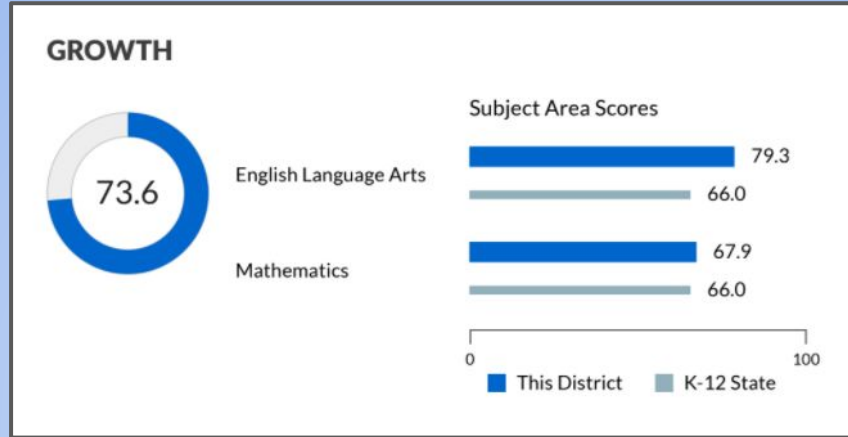 GROWTH
73.6
Subject Area Scores
English Language Arts
79.3
66.0
Mathematics
67.9
66.0
0 100
This District K-12 State